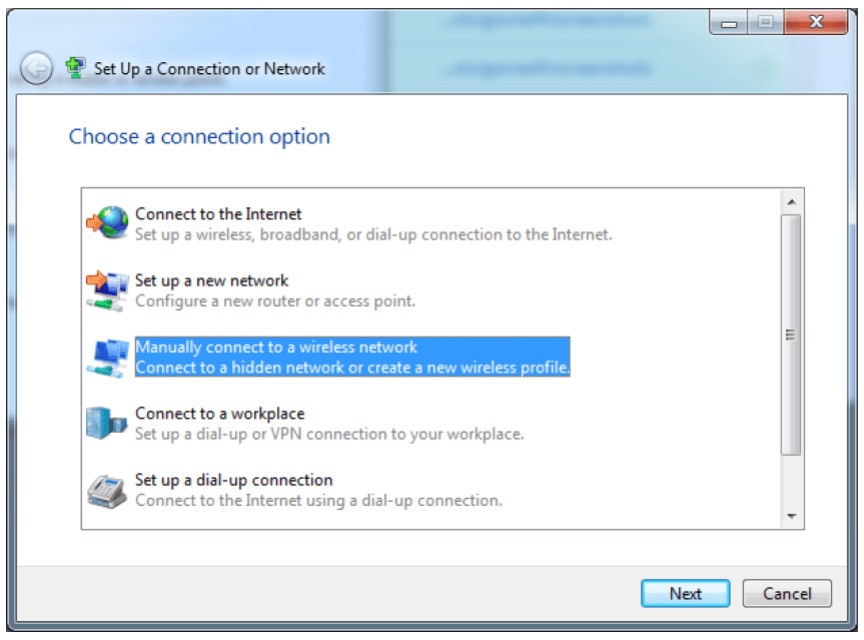 Set Up a Connection or Network
Choose a connection option
Connect to the Internet
Set up a wireless, broadband, or dial-up connection to the Internet.
Set up a new network
Configure a new router or access point.
Manually connect to a wireless network
Connect to a hidden network or create a new wireless profile.
Connect to a workplace
Set up a dial-up or VPN connection to your workplace.
Set up a dial-up connection
Connect to the Internet using a dial-up connection.
Next
Cancel